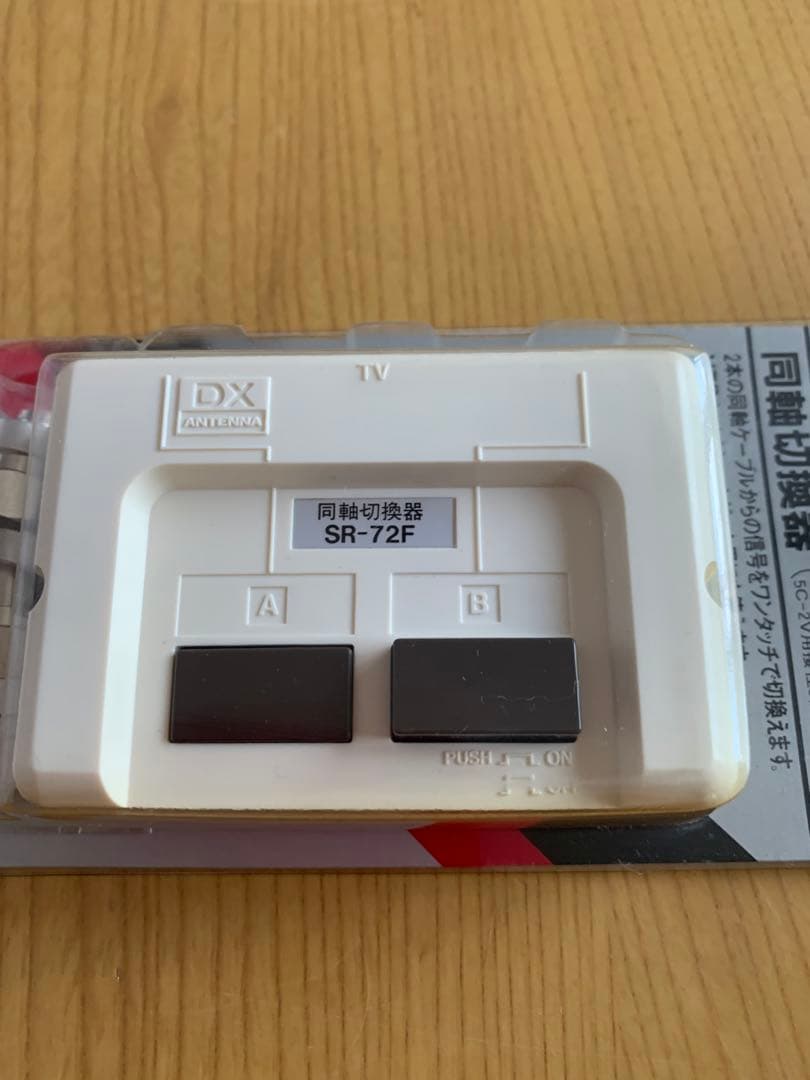 TV
DX
ANTENNA
同軸切換器
SR-72F
A
B
PUSH ON
同軸切換器
2本の同軸ケーブルからの信号をワンタッチで切換えます。